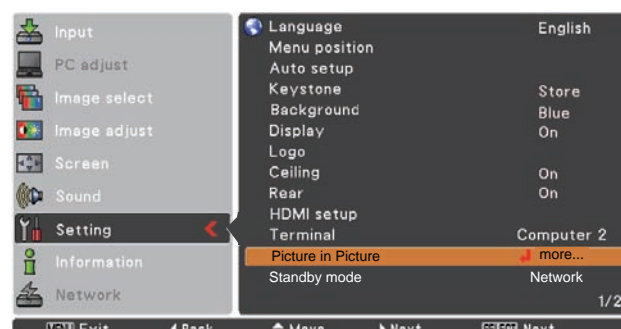 Input
PC adjust
Image select
Image adjust
Screen
Sound
Setting
Information
Network
Language English
Menu position
Auto setup
Keystone Store
Background Blue
Display On
Logo
Ceiling On
Rear On
HDMI setup
Terminal Computer 2
Picture in Picture more...
Standby mode Network
1/2
MENU Exit Back Move Next SELECT Next